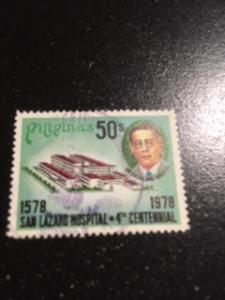 Pilipinas
50s
1578 1978
SAN LAZARO HOSPITAL • 4TH CENTENNIAL